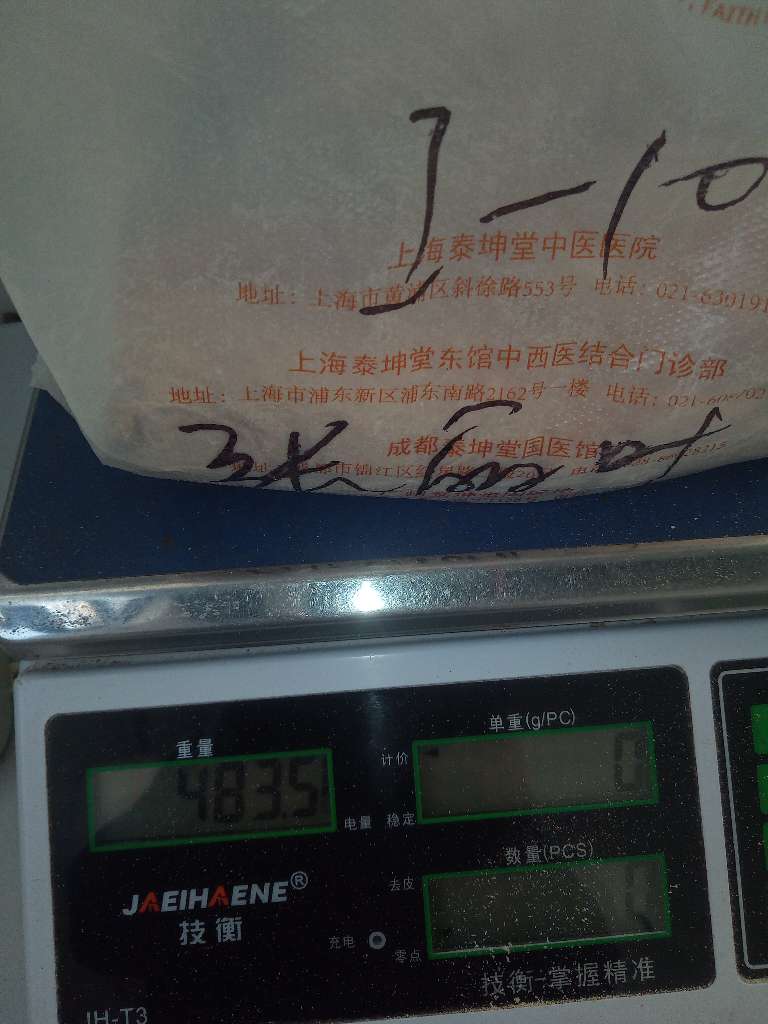 , FAITH
1-10
上海泰坤堂中医医院
地址：上海市黄浦区斜徐路553号 电话：021-630191
上海泰坤堂东馆中西医结合门诊部
地址：上海市浦东新区浦东南路2162号一楼 电话：021-60
成都泰坤堂国医馆
重量
483.5
单重(g/PC)
计价
0
电量 稳定
数量(PCS)
去皮
充电
零点
JAEIHAENE®
技衡
技衡-掌握精准
JH-T3